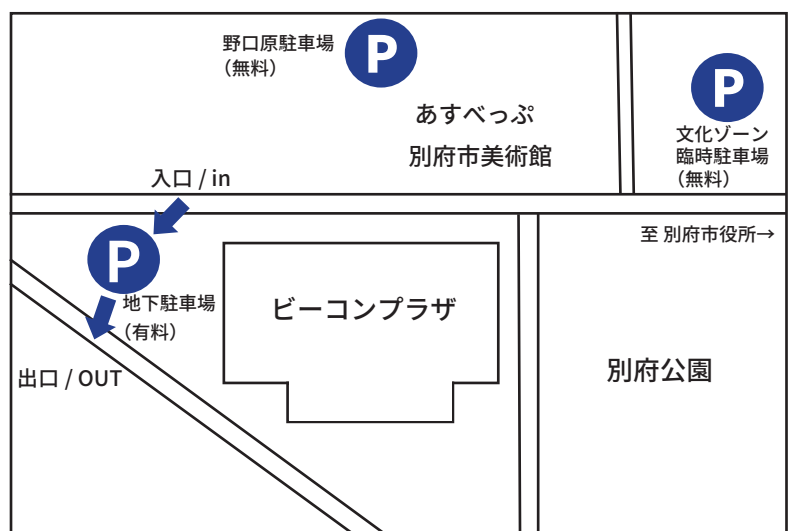 野口原駐車場
（無料）
P
あすべっぷ
別府市美術館
P
文化ゾーン
臨時駐車場
（無料）
入口 / in
P
地下駐車場
（有料）
出口 / OUT
ビーコンプラザ
至 別府市役所→
別府公園